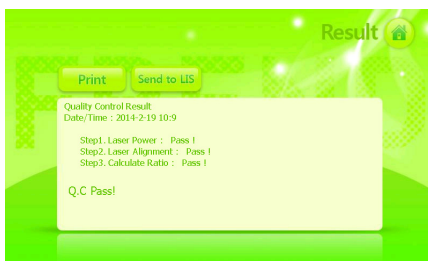 Result
Print
Send to LIS
Quality Control Result
Date/Time : 2014-2-19 10:9
Step1. Laser Power : Pass !
Step2. Laser Alignment : Pass !
Step3. Calculate Ratio : Pass !
Q.C Pass!